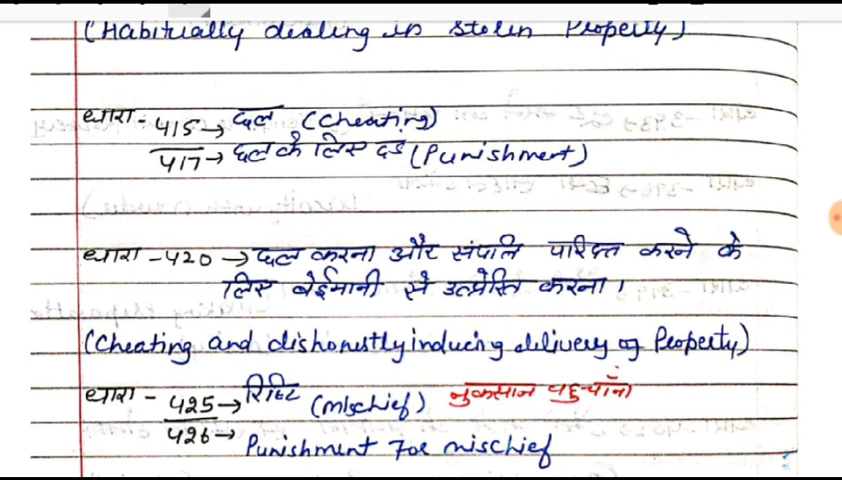 (Habitually dealing in stolen Property)
धारा - 415 → छल (Cheating)
417 → छल के लिए दंड (Punishment)
धारा - 420 → छल करना और संपत्ति परिदत्त करने के
लिए बेईमानी से उत्प्रेरित करना।
(Cheating and dishonestly inducing delivery of Property)
धारा - 425 → रिष्टि (mischief) नुकसान पहुचाँना
426 → Punishment For mischief